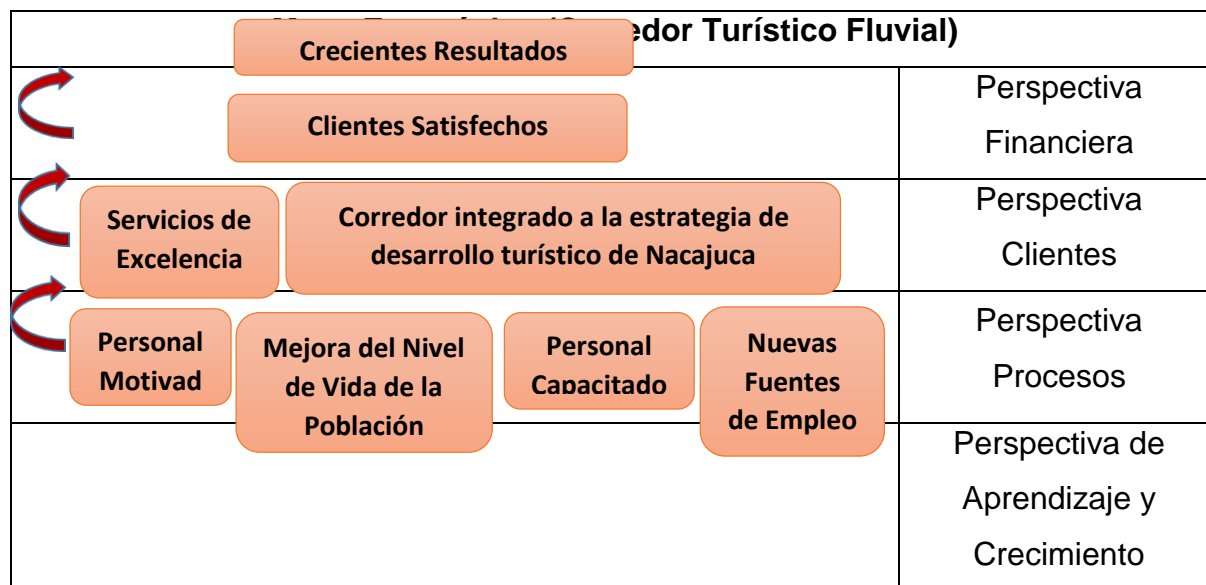 edor Turístico Fluvial)
Crecientes Resultados
Clientes Satisfechos
Perspectiva
Financiera
Servicios de
Excelencia
Corredor integrado a la estrategia de
desarrollo turístico de Nacajuca
Perspectiva
Clientes
Personal
Motivad
Mejora del Nivel
de Vida de la
Población
Personal
Capacitado
Nuevas
Fuentes
de Empleo
Perspectiva
Procesos
Perspectiva de
Aprendizaje y
Crecimiento